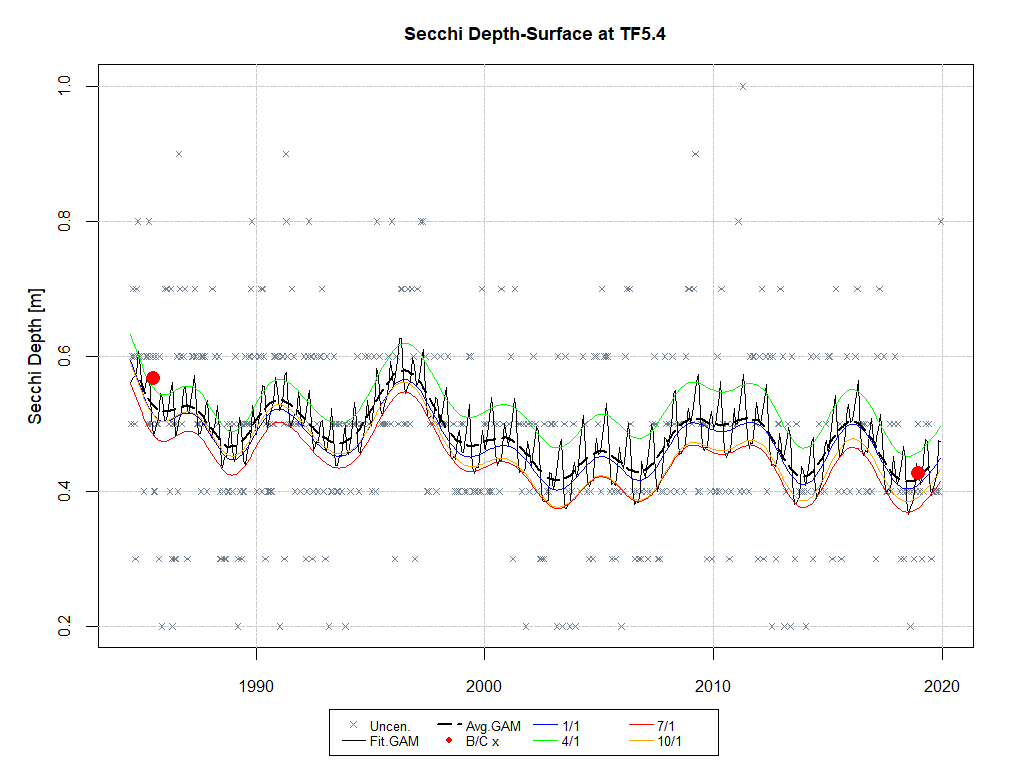 Secchi Depth-Surface at TF5.4
Secchi Depth [m]
1.0
0.8
0.6
0.4
0.2
1990 2000 2010 2020
Uncen. Avg.GAM 1/1 7/1
Fit.GAM B/C x 4/1 10/1